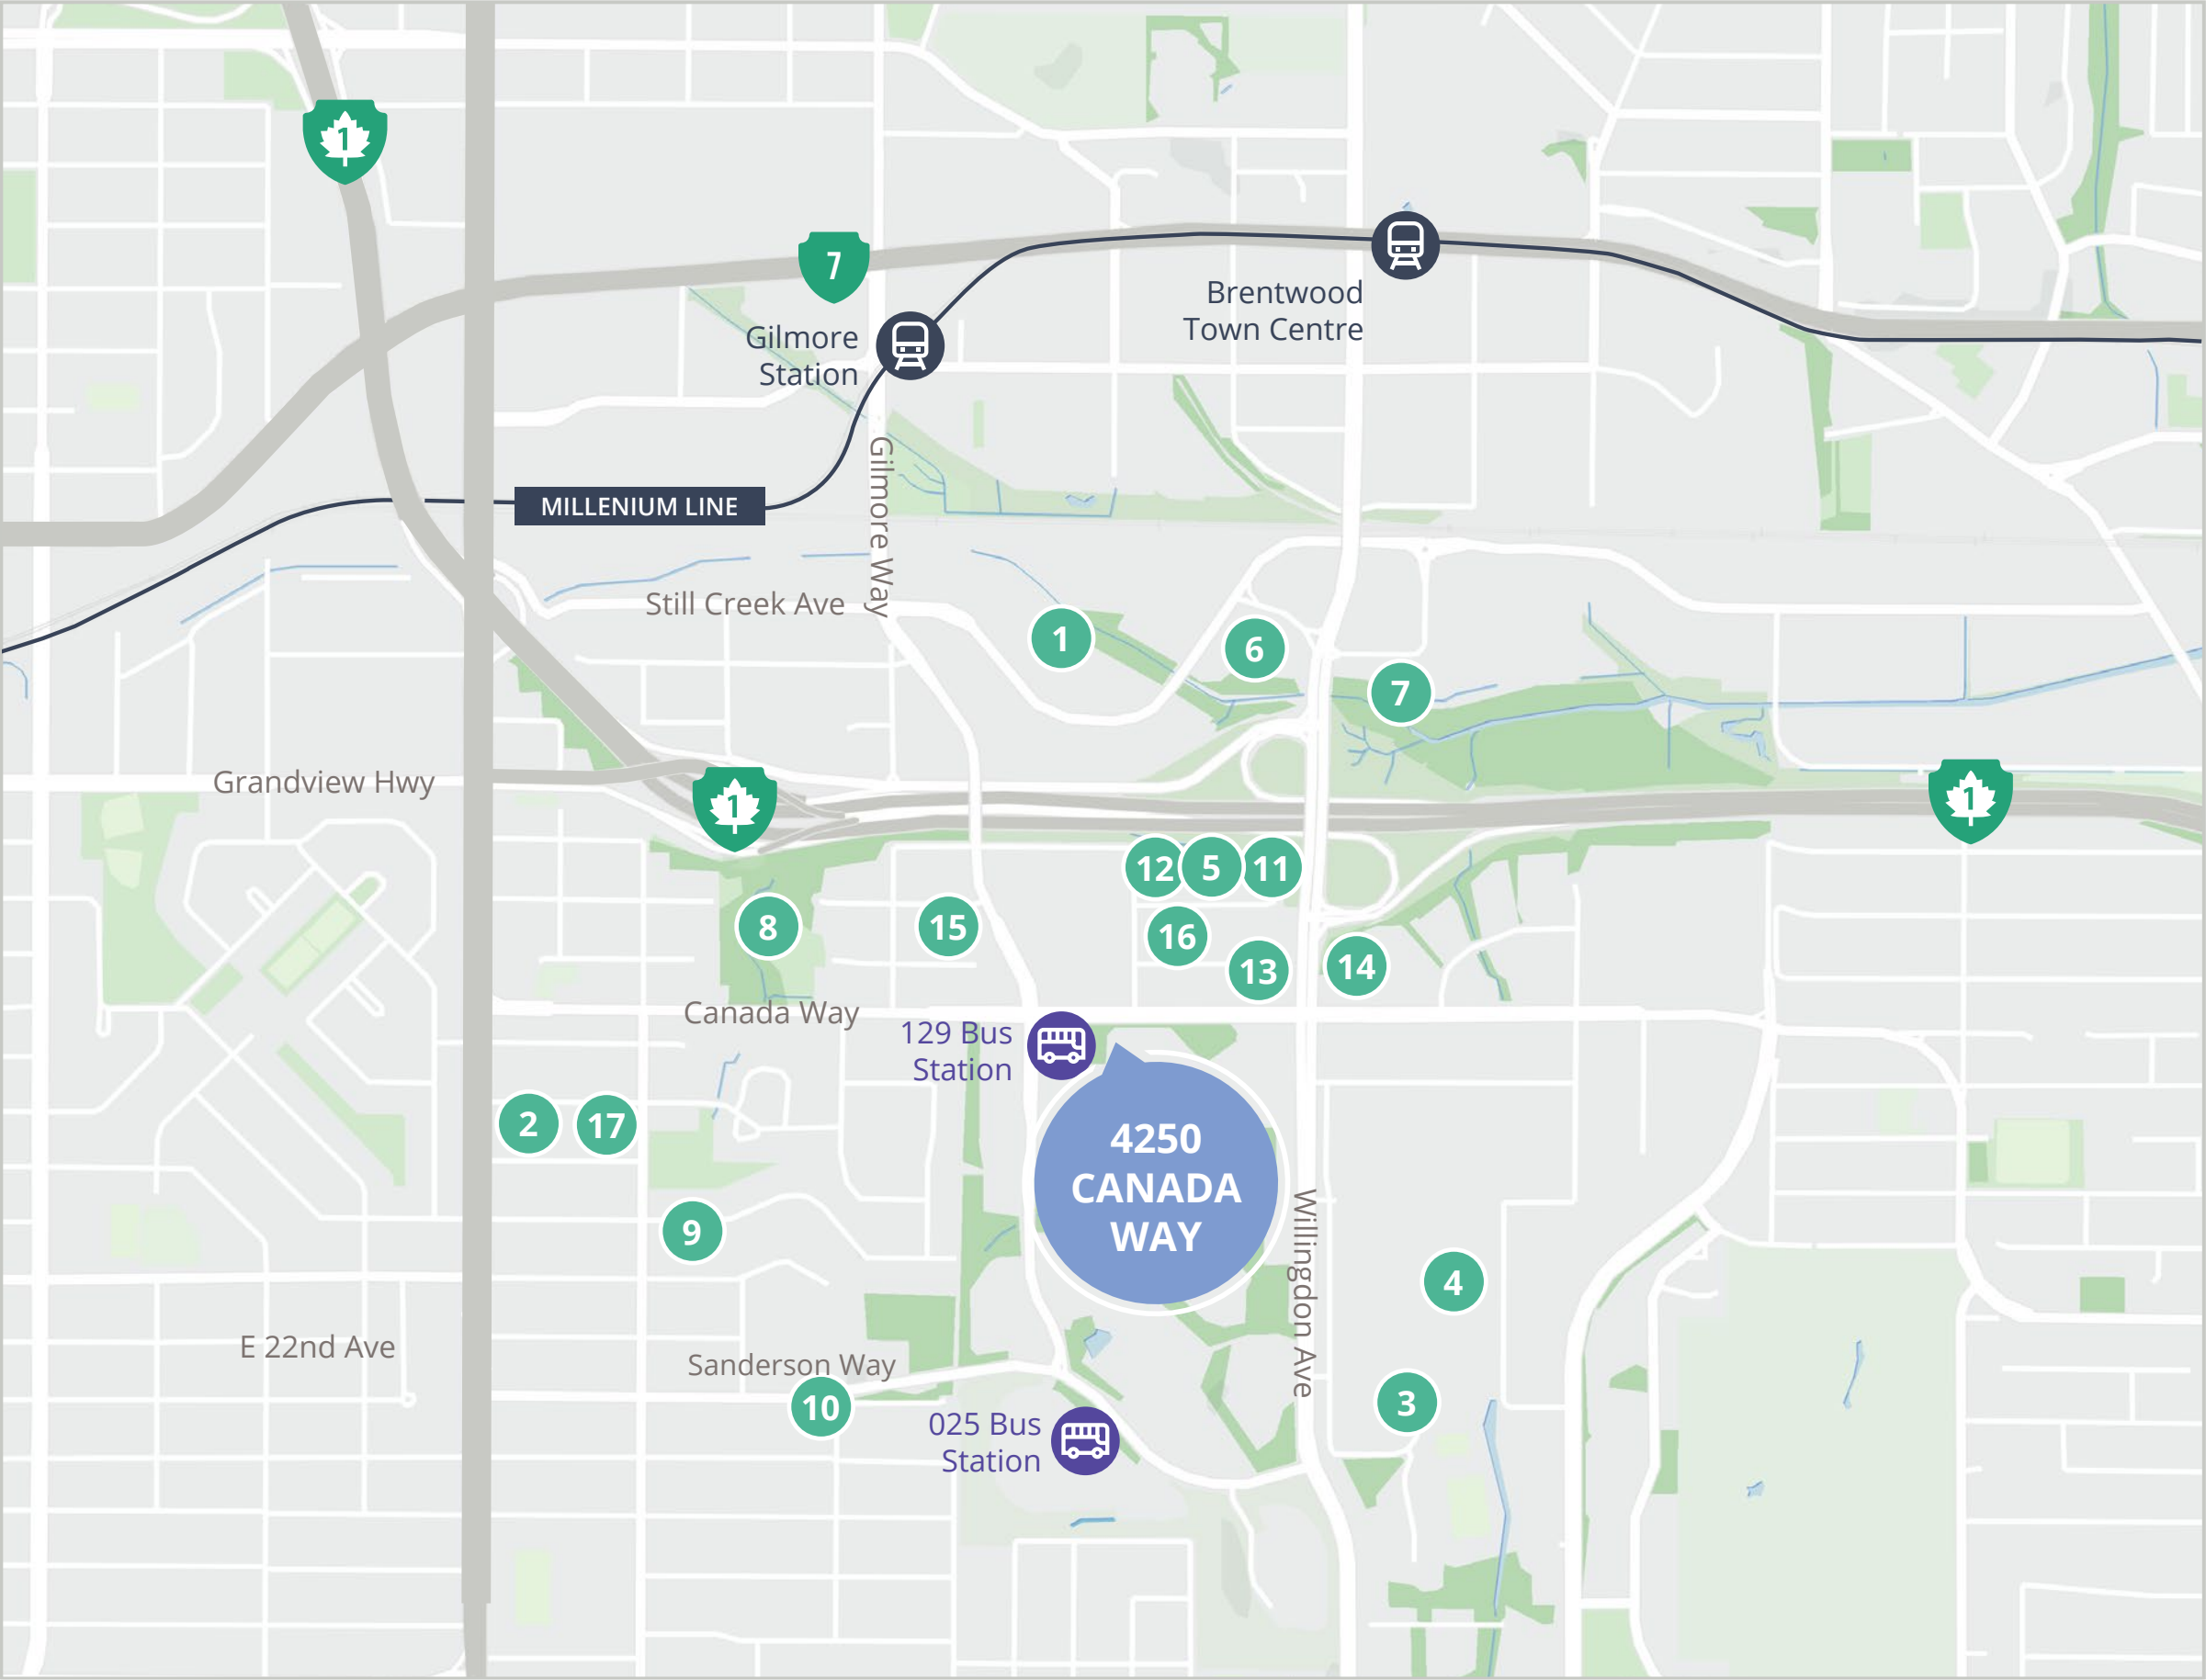 1
7
Brentwood
Town Centre
Gilmore
Station
MILLENIUM LINE
Gilmore Way
Still Creek Ave
1
6
7
Grandview Hwy
1
1
12
5
11
8
15
16
13
14
Canada Way
129 Bus
Station
2
17
4250
CANADA
WAY
9
Willingdon Ave
4
E 22nd Ave
Sanderson Way
10
3
025 Bus
Station